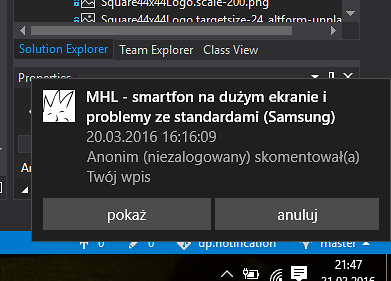 Square44x44Logo.scale-200.png
Square44x44Logo.targetsize-24_altform-unpla
Solution Explorer Team Explorer Class View
Properties
MHL - smartfon na dużym ekranie i
problemy ze standardami (Samsung)
20.03.2016 16:16:09
Anonim (niezalogowany) skomentował(a)
Twój wpis
pokaż anuluj
0 0 dp.notification master
21:47